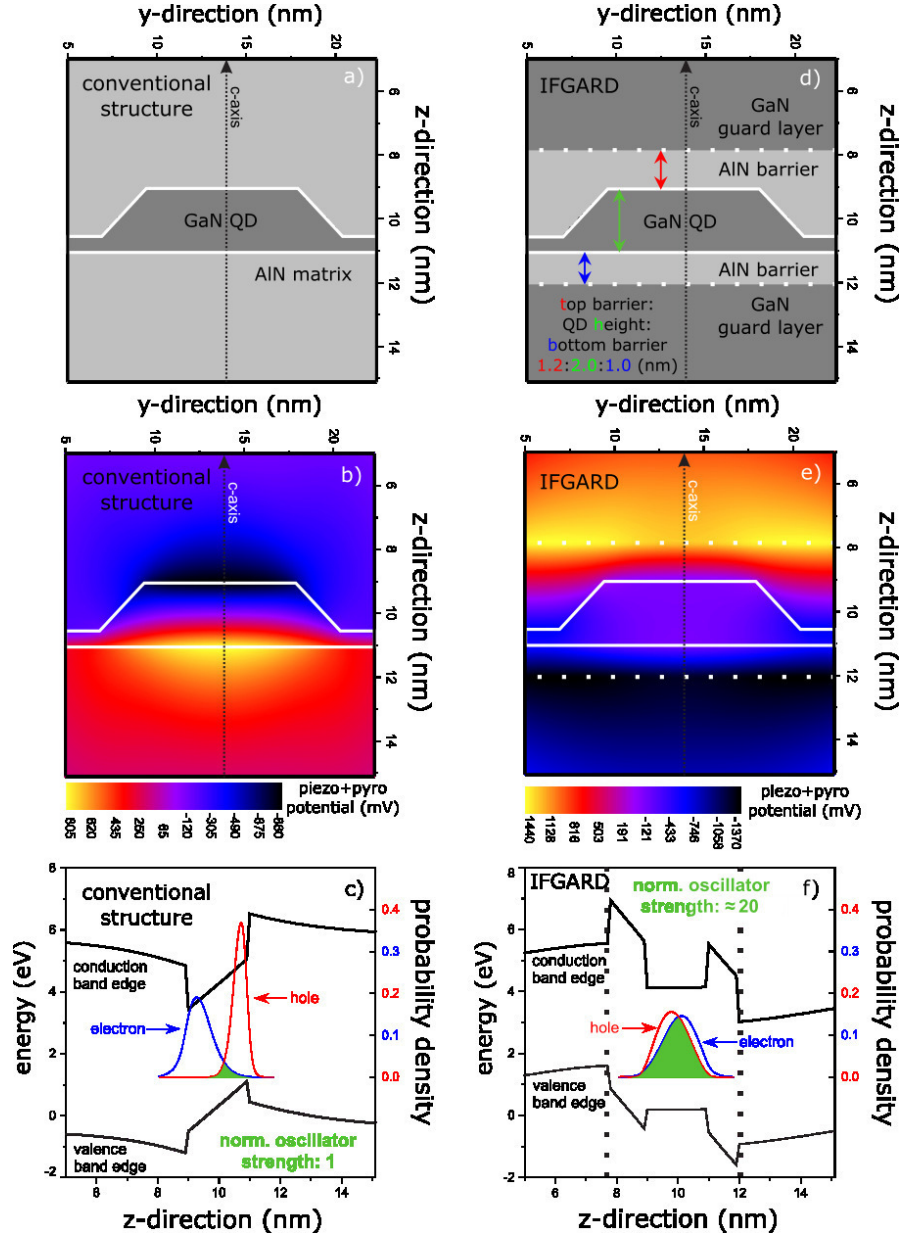 y-direction (nm)
5 10 15 20
conventional
structure
a)
c-axis
GaN QD
AlN matrix
6
8
10
12
14
z-direction (nm)
y-direction (nm)
5 10 15 20
IFGARD
d)
c-axis
GaN
guard layer
AlN barrier
GaN QD
AlN barrier
GaN
guard layer
top barrier:
QD height:
bottom barrier
1.2:2.0:1.0 (nm)
6
8
10
12
14
z-direction (nm)
y-direction (nm)
5 10 15 20
conventional
structure
b)
c-axis
6
8
10
12
14
z-direction (nm)
805 620 435 250 65 -120 -305 -490 -675 -860
piezo+pyro
potential (mV)
y-direction (nm)
5 10 15 20
IFGARD
e)
c-axis
6
8
10
12
14
z-direction (nm)
1440 1128 816 503 191 -121 -433 -746 -1058 -1370
piezo+pyro
potential (mV)
conventional
structure
c)
conduction
band edge
electron
hole
valence
band edge
norm. oscillator
strength: 1
8
6
4
2
0
-2
energy (eV)
0.4
0.3
0.2
0.1
0.0
probability density
6 8 10 12 14
z-direction (nm)
IFGARD
norm. oscillator
strength: ≈ 20
f)
conduction
band edge
hole
electron
valence
band edge
8
6
4
2
0
-2
energy (eV)
0.4
0.3
0.2
0.1
0.0
probability density
6 8 10 12 14
z-direction (nm)